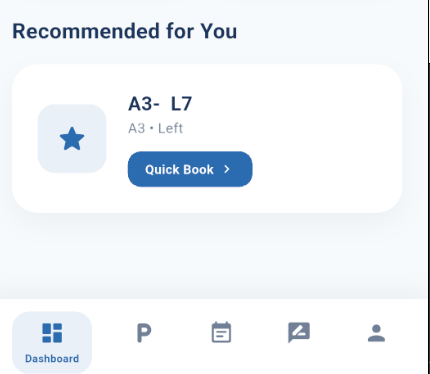 Recommended for You
A3-  L7
A3 • Left
Quick Book
P
Dashboard